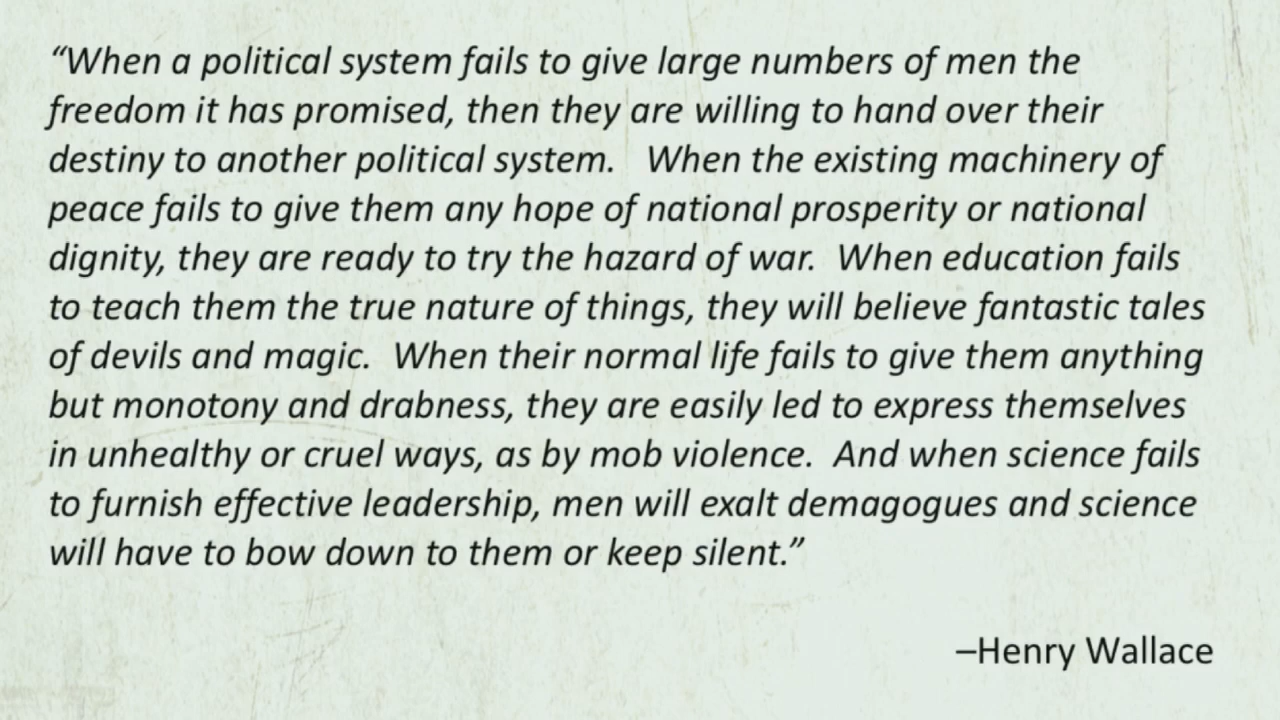 “When a political system fails to give large numbers of men the
freedom it has promised, then they are willing to hand over their
destiny to another political system.   When the existing machinery of
peace fails to give them any hope of national prosperity or national
dignity, they are ready to try the hazard of war.  When education fails
to teach them the true nature of things, they will believe fantastic tales
of devils and magic.  When their normal life fails to give them anything
but monotony and drabness, they are easily led to express themselves
in unhealthy or cruel ways, as by mob violence.  And when science fails
to furnish effective leadership, men will exalt demagogues and science
will have to bow down to them or keep silent.”
–Henry Wallace